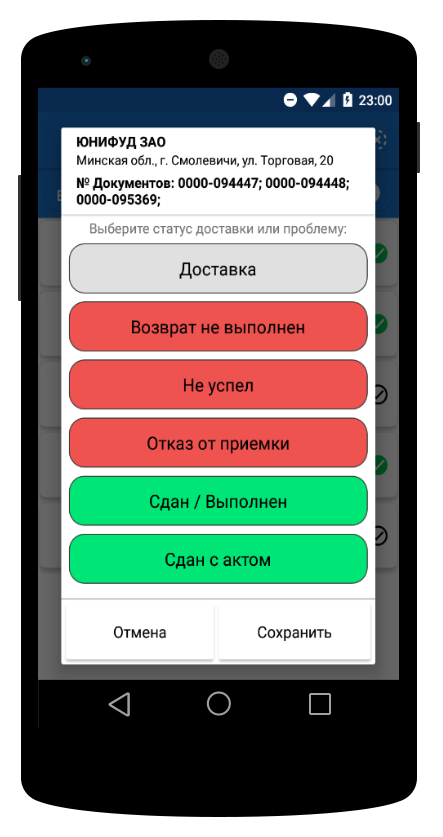 23:00
ЮНИФУД ЗАО
Минская обл., г. Смолевичи, ул. Торговая, 20
№ Документов: 0000-094447; 0000-094448;
0000-095369;
Выберите статус доставки или проблему:
Доставка
Возврат не выполнен
Не успел
Отказ от приемки
Сдан / Выполнен
Сдан с актом
Отмена
Сохранить